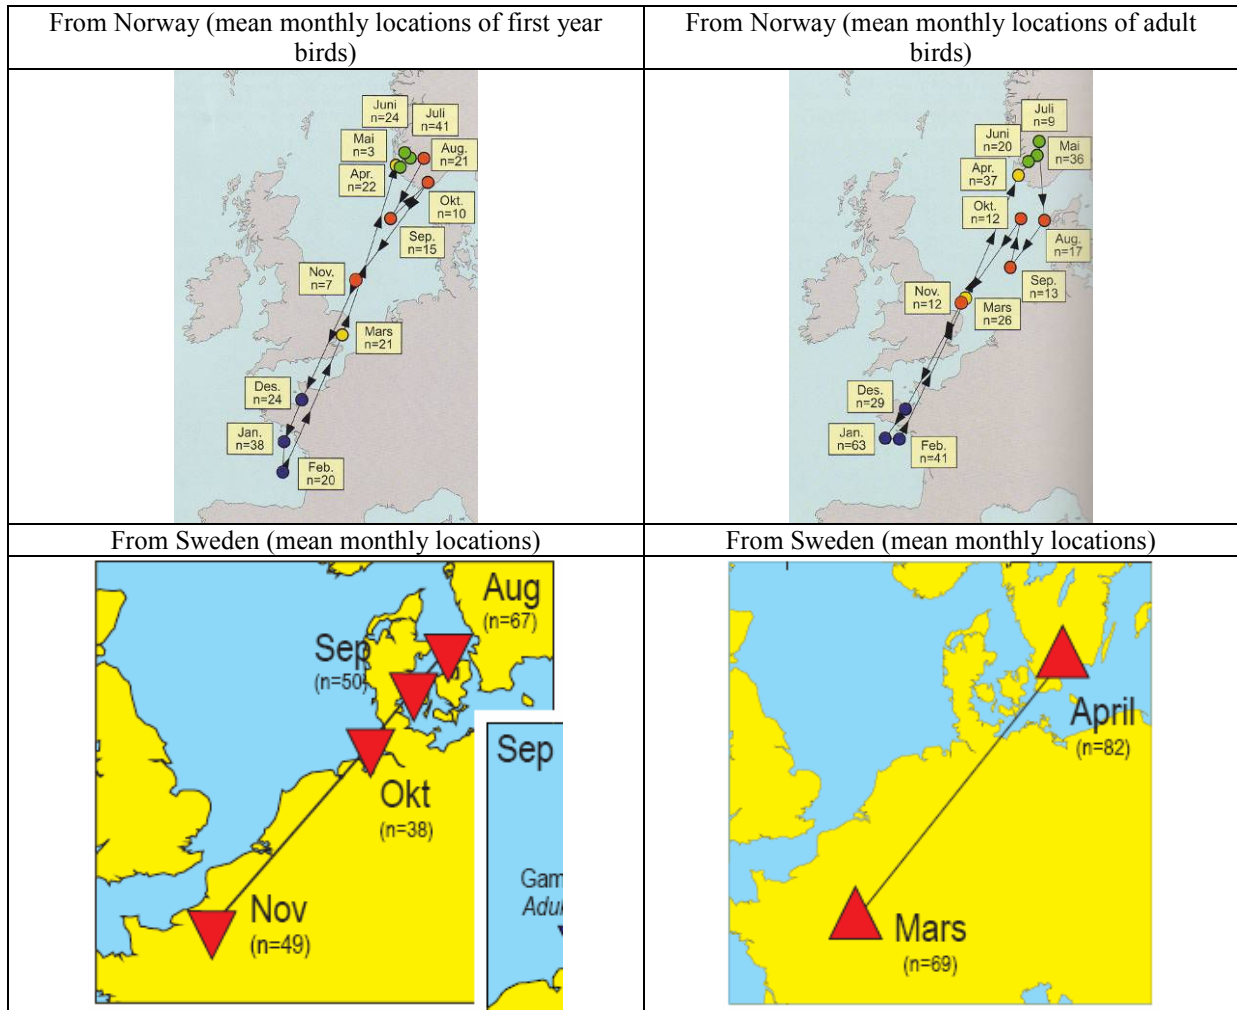 From Norway (mean monthly locations of first year
birds)
From Norway (mean monthly locations of adult
birds)
Juni
n=24
Juli
n=41
Mai
n=3
Aug.
n=21
Apr.
n=22
Okt.
n=10
Sep.
n=15
Nov.
n=7
Mars
n=21
Des.
n=24
Jan.
n=38
Feb.
n=20
Juli
n=9
Juni
n=20
Mai
n=36
Apr.
n=37
Okt.
n=12
Aug.
n=17
Sep.
n=13
Nov.
n=12
Mars
n=26
Des.
n=29
Jan.
n=63
Feb.
n=41
From Sweden (mean monthly locations)
From Sweden (mean monthly locations)
Aug
(n=67)
Sep
(n=50)
Okt
(n=38)
Nov
(n=49)
Sep
Gam
Adu
April
(n=82)
Mars
(n=69)